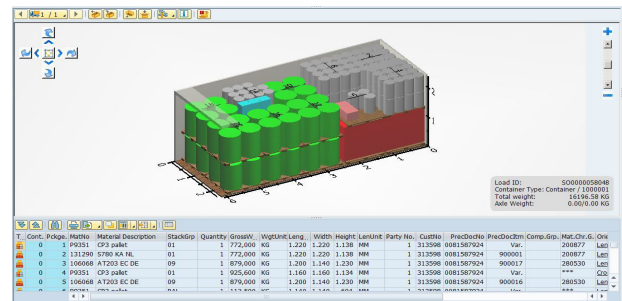 1 / 1
Load ID: SO000058048
Container Type: Container / 1000001
Total weight: 16196.58 KG
Axle Weight: 0.00/0.00 KG
T.. Cont. Pckpe. MatNo Material Description StackGrp Quantity GrossW_ WgtUnit Leng_ Width Height LenUnit Party No. CustNo PrecDocNo PrecDocItm Comp.Grp. Mat.Chr.G. Orie
0 1 P9351 CP3 pallet 01 1 772,000 KG 1.220 1.220 1.138 MM 1 313598 0081587924 Var. 200877 Len
0 2 131290 S780 KA NL 01 1 772,000 KG 1.220 1.220 1.138 MM 1 313598 0081587924 900001 200877 Len
0 3 106068 AT203 EC DE 09 1 879,000 KG 1.200 1.140 1.230 MM 1 313598 0081587924 900017 280530 Len
0 4 P9351 CP3 pallet 01 1 925,600 KG 1.160 1.160 1.134 MM 1 313598 0081587924 Var. *** Cro
0 5 106068 AT203 EC DE 09 1 879,000 KG 1.200 1.140 1.230 MM 1 313598 0081587924 900016 280530 Len